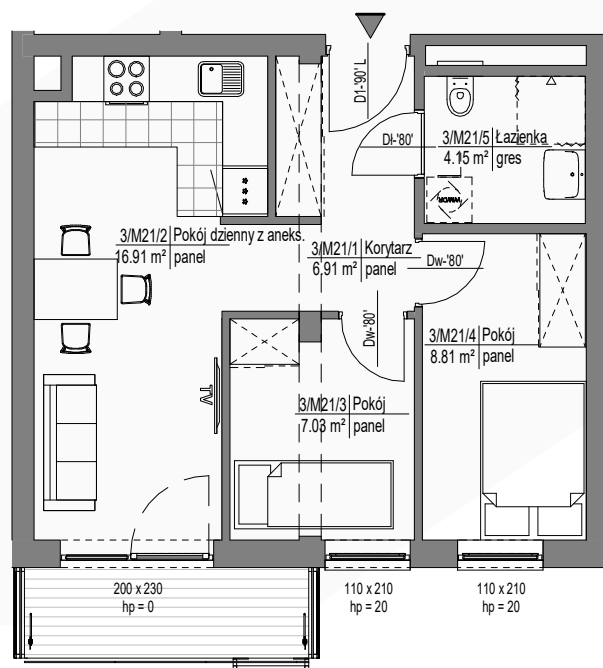 D1-'90' L
Dł-'80'
3/M21/5 Łazienka
4.15 m² gres
3/M21/2 Pokój dzienny z aneks.
16.91 m² panel
3/M21/1 Korytarz
6.91 m² panel
Dw-'80'
Dw-'80'
3/M21/4 Pokój
8.81 m² panel
TV
3/M21/3 Pokój
7.03 m² panel
200 x 230
hp = 0
110 x 210
hp = 20
110 x 210
hp = 20